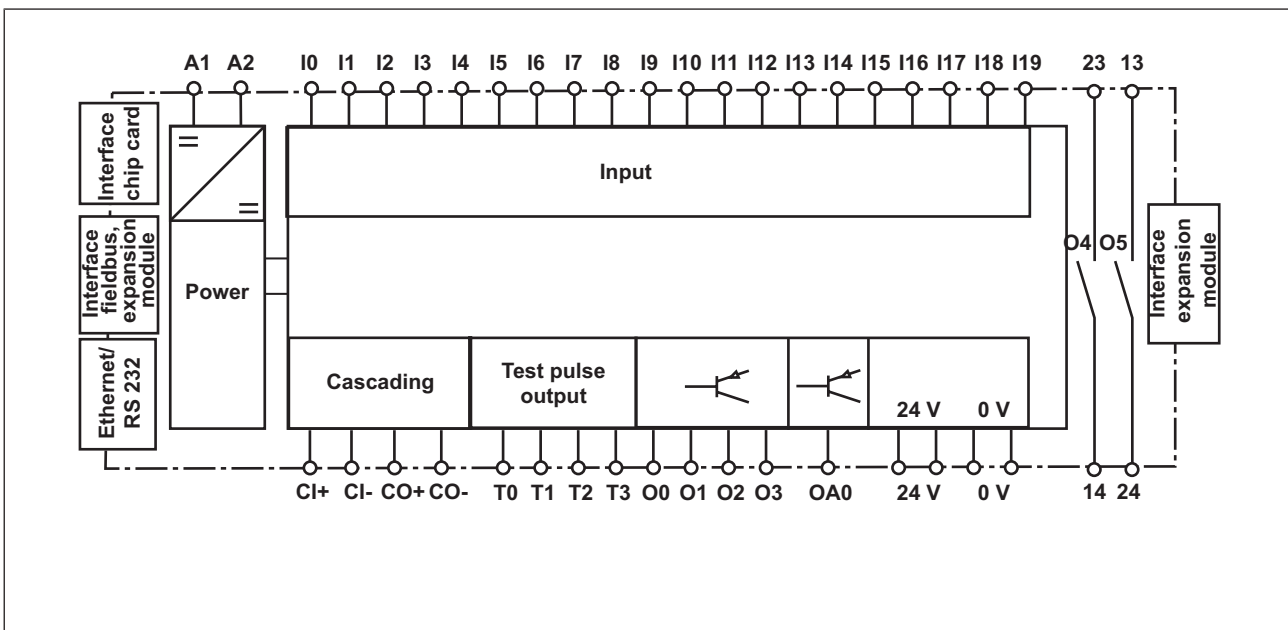 A1 A2 I0 I1 I2 I3 I4 I5 I6 I7 I8 I9 I10 I11 I12 I13 I14 I15 I16 I17 I18 I19 23 13
Interface
chip card
Interface
fieldbus,
expansion
module
Ethernet/
RS 232
Power
Input
O4 O5
Interface
expansion
module
Cascading
Test pulse
output
24 V 0 V
CI+ CI- CO+ CO- T0 T1 T2 T3 O0 O1 O2 O3 OA0 24 V 0 V 14 24